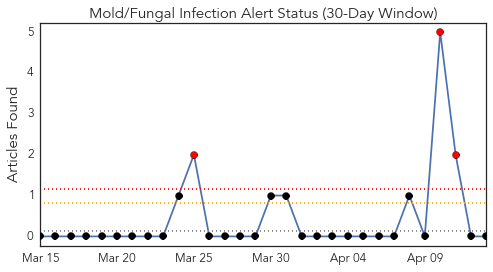 Mold/Fungal Infection Alert Status (30-Day Window)
Articles Found
5
4
3
2
1
0
Mar 15 Mar 20 Mar 25 Mar 30 Apr 04 Apr 09